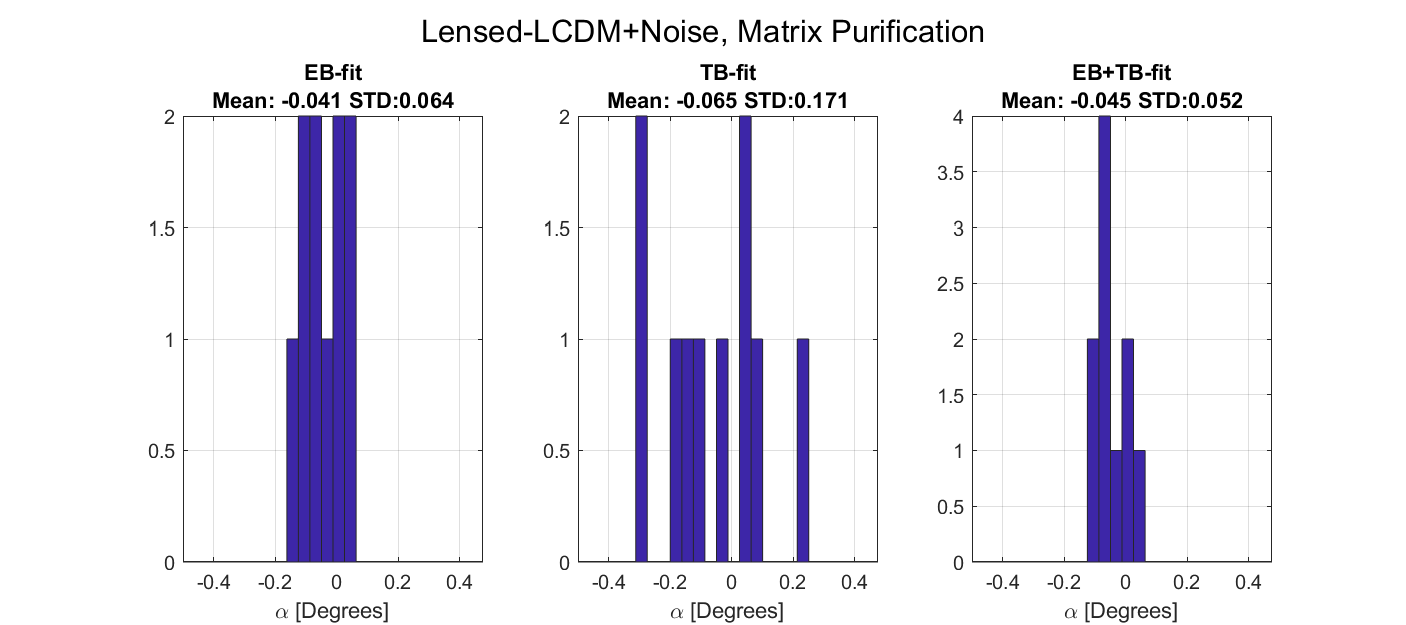 Lensed-LCDM+Noise, Matrix Purification
EB-fit
Mean: -0.041 STD:0.064
2
1.5
1
0.5
0
-0.4 -0.2 0 0.2 0.4
α [Degrees]
TB-fit
Mean: -0.065 STD:0.171
2
1.5
1
0.5
0
-0.4 -0.2 0 0.2 0.4
α [Degrees]
EB+TB-fit
Mean: -0.045 STD:0.052
4
3.5
3
2.5
2
1.5
1
0.5
0
-0.4 -0.2 0 0.2 0.4
α [Degrees]